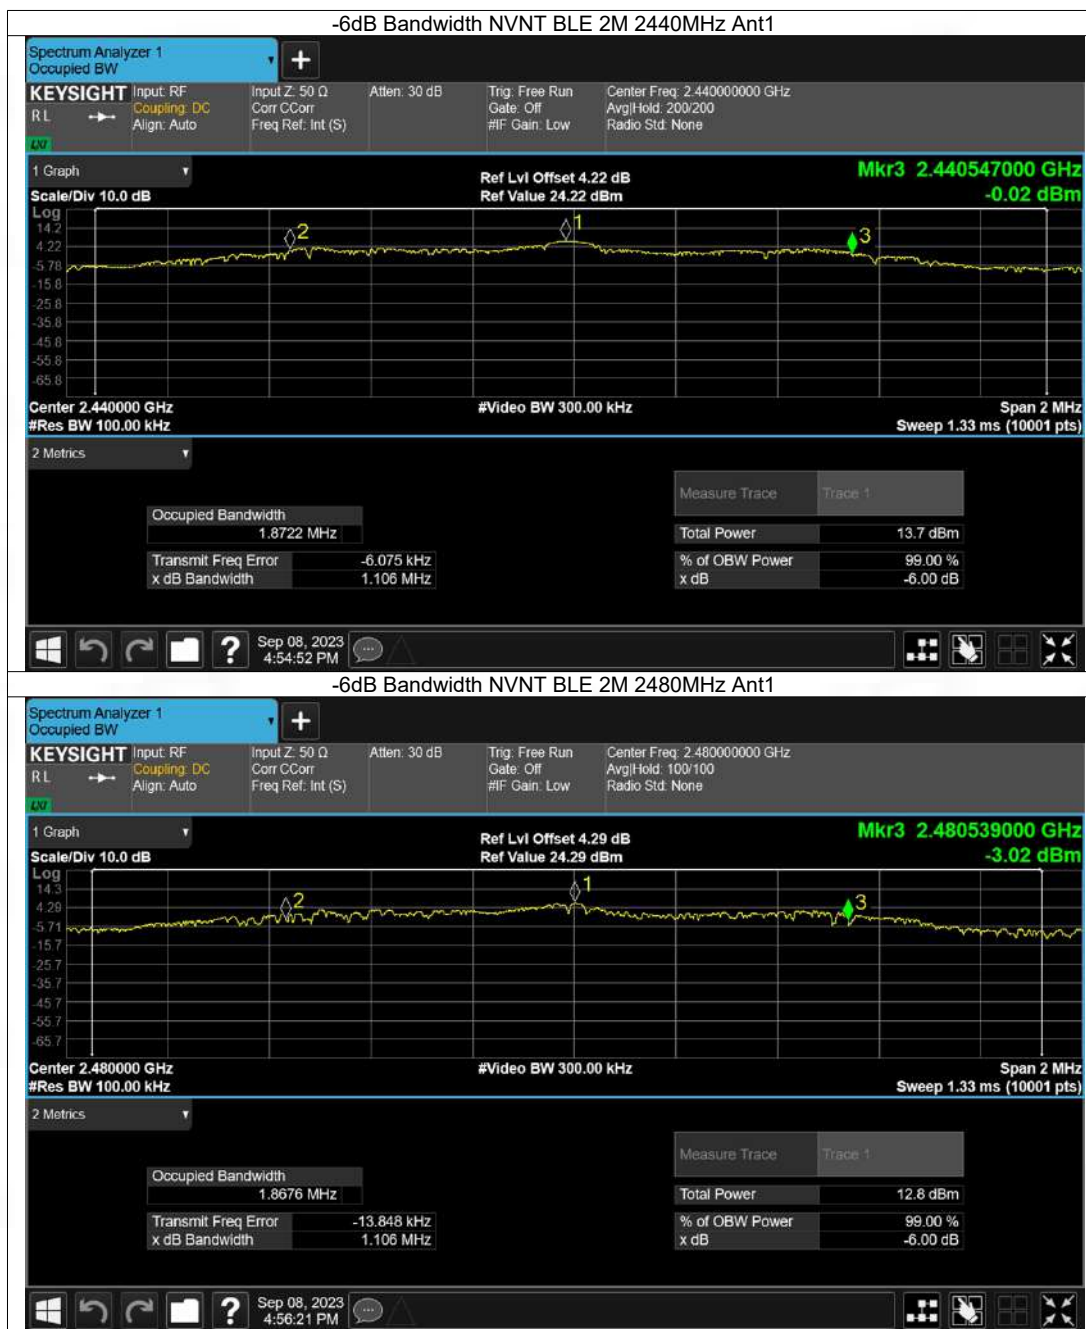 -6dB Bandwidth NVNT BLE 2M 2440MHz Ant1
Spectrum Analyzer 1
Occupied BW
+
KEYSIGHT Input: RF Input Z: 50 Ω Atten: 30 dB Trig: Free Run Center Freq: 2.440000000 GHz
RL Coupling: DC Corr CCorr Gate: Off Avg|Hold: 200/200
Align: Auto Freq Ref: Int (S) #IF Gain: Low Radio Std: None
LXI
1 Graph Ref Lvl Offset 4.22 dB Mkr3 2.440547000 GHz
Scale/Div 10.0 dB Ref Value 24.22 dBm -0.02 dBm
Log
14.2
4.22
-5.78
-15.8
-25.8
-35.8
-45.8
-55.8
-65.8
2 1 3
Center 2.440000 GHz #Video BW 300.00 kHz Span 2 MHz
#Res BW 100.00 kHz Sweep 1.33 ms (10001 pts)
2 Metrics
Measure Trace Trace 1
Occupied Bandwidth
1.8722 MHz Total Power 13.7 dBm
Transmit Freq Error -6.075 kHz % of OBW Power 99.00 %
x dB Bandwidth 1.106 MHz x dB -6.00 dB
? Sep 08, 2023
4:54:52 PM
-6dB Bandwidth NVNT BLE 2M 2480MHz Ant1
Spectrum Analyzer 1
Occupied BW
+
KEYSIGHT Input: RF Input Z: 50 Ω Atten: 30 dB Trig: Free Run Center Freq: 2.480000000 GHz
RL Coupling: DC Corr CCorr Gate: Off Avg|Hold: 100/100
Align: Auto Freq Ref: Int (S) #IF Gain: Low Radio Std: None
LXI
1 Graph Ref Lvl Offset 4.29 dB Mkr3 2.480539000 GHz
Scale/Div 10.0 dB Ref Value 24.29 dBm -3.02 dBm
Log
14.3
4.29
-5.71
-15.7
-25.7
-35.7
-45.7
-55.7
-65.7
2 1 3
Center 2.480000 GHz #Video BW 300.00 kHz Span 2 MHz
#Res BW 100.00 kHz Sweep 1.33 ms (10001 pts)
2 Metrics
Measure Trace Trace 1
Occupied Bandwidth
1.8676 MHz Total Power 12.8 dBm
Transmit Freq Error -13.848 kHz % of OBW Power 99.00 %
x dB Bandwidth 1.106 MHz x dB -6.00 dB
? Sep 08, 2023
4:56:21 PM